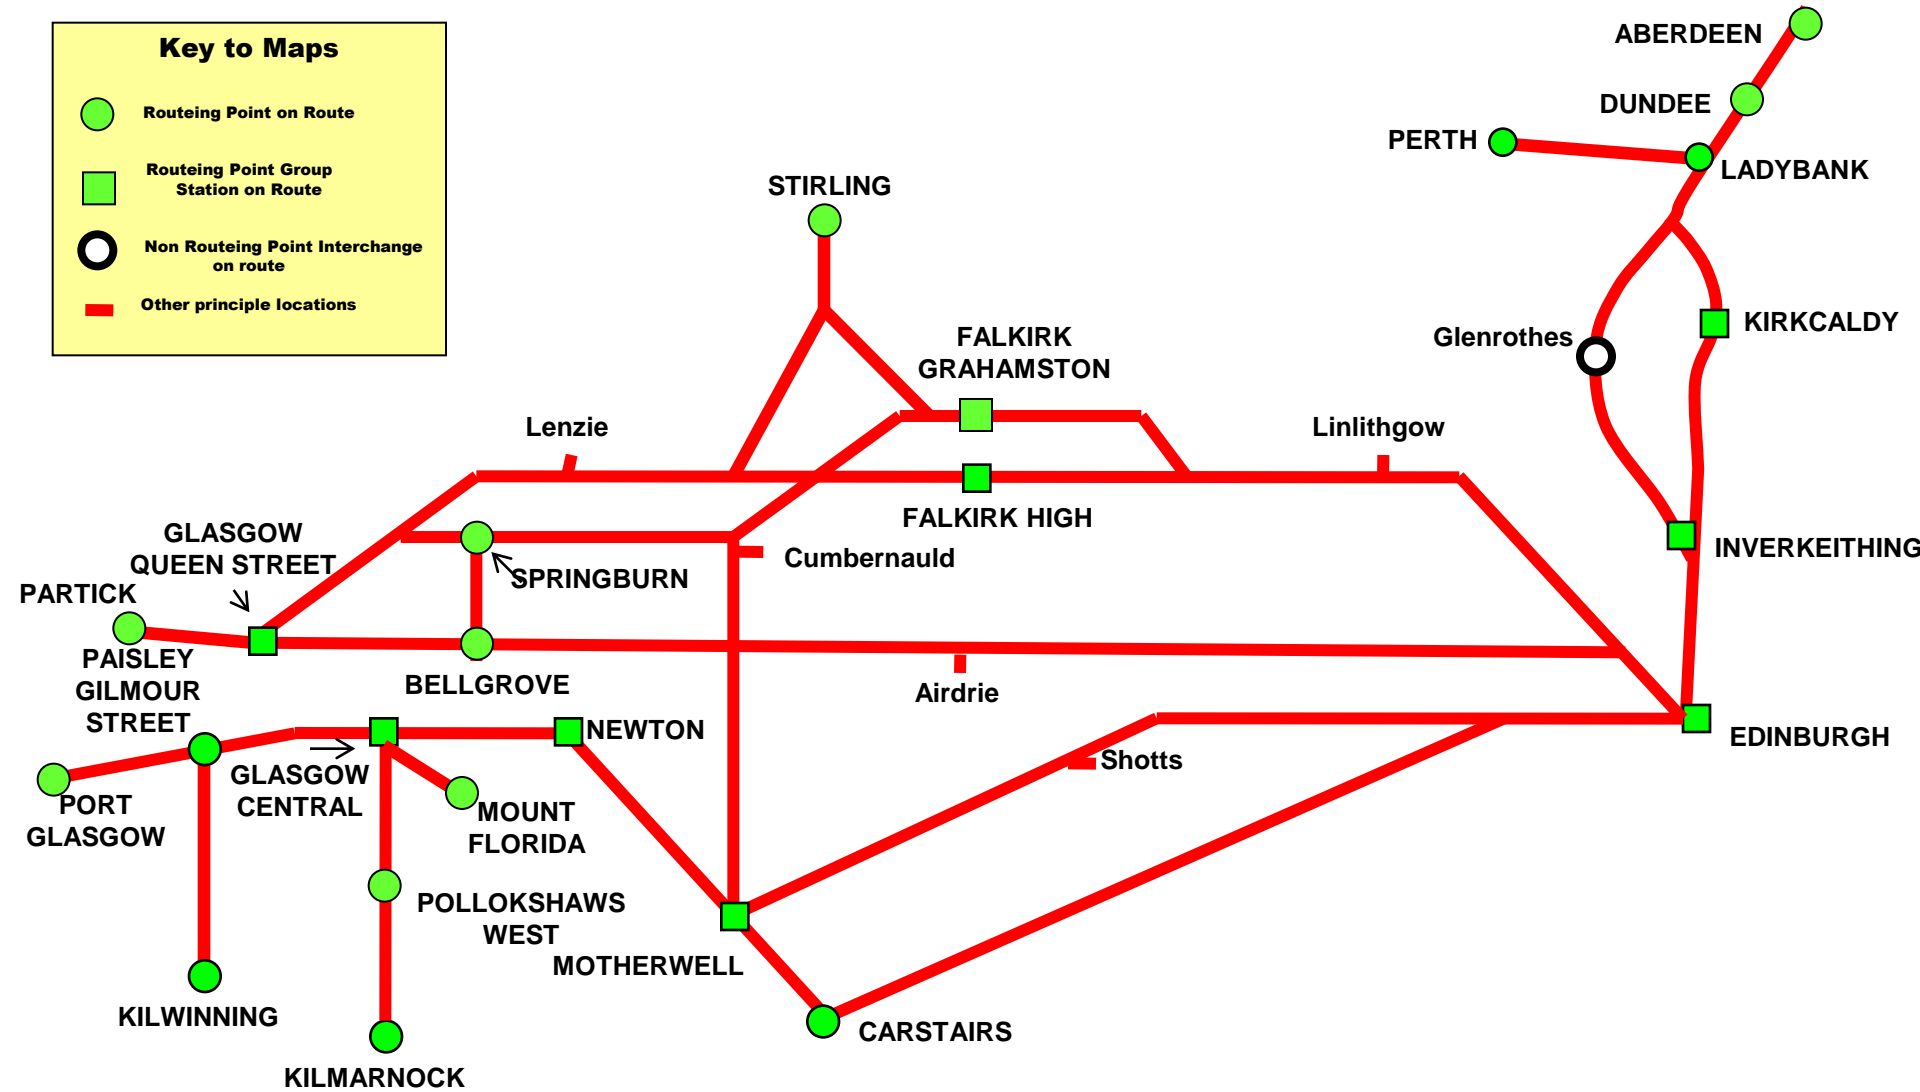 Key to Maps
Routeing Point on Route
Routeing Point Group
Station on Route
Non Routeing Point Interchange
on route
Other principle locations
ABERDEEN
DUNDEE
PERTH
LADYBANK
STIRLING
KIRKCALDY
Glenrothes
FALKIRK
GRAHAMSTON
Lenzie
Linlithgow
FALKIRK HIGH
GLASGOW
QUEEN STREET
INVERKEITHING
Cumbernauld
SPRINGBURN
PARTICK
PAISLEY
GILMOUR
STREET
BELLGROVE
Airdrie
NEWTON
EDINBURGH
Shotts
GLASGOW
CENTRAL
PORT
GLASGOW
MOUNT
FLORIDA
POLLOKSHAWS
WEST
MOTHERWELL
KILWINNING
CARSTAIRS
KILMARNOCK